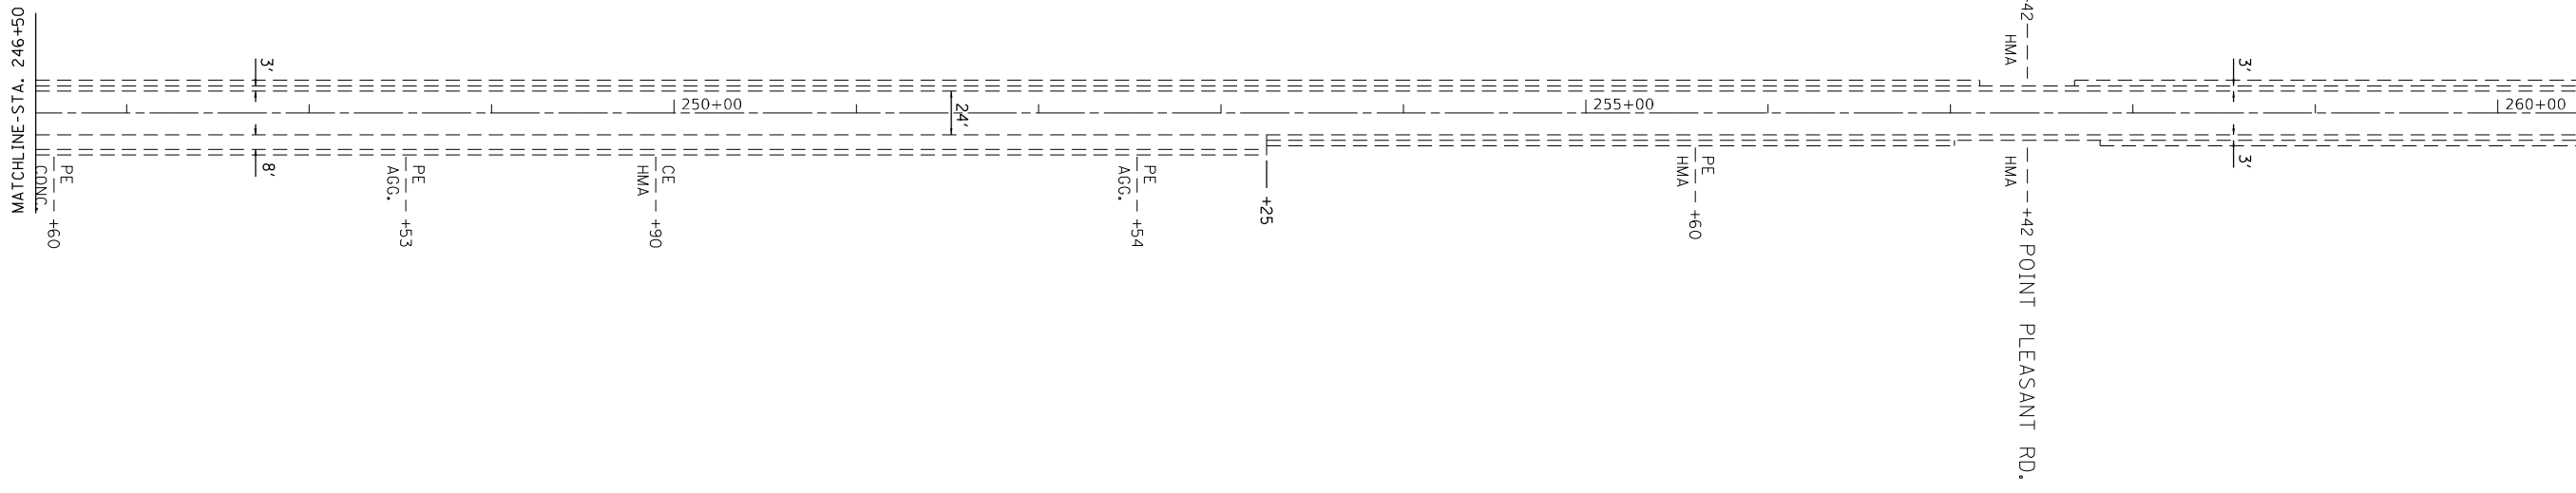 MATCHLINE-STA. 246+50
3'
8'
PE
CONC.
+60
PE
AGG.
+53
CE
HMA
+90
250+00
24'
PE
AGG.
+54
+25
255+00
PE
HMA
+60
+42
HMA
HMA
+42 POINT PLEASANT RD.
3'
3'
260+00